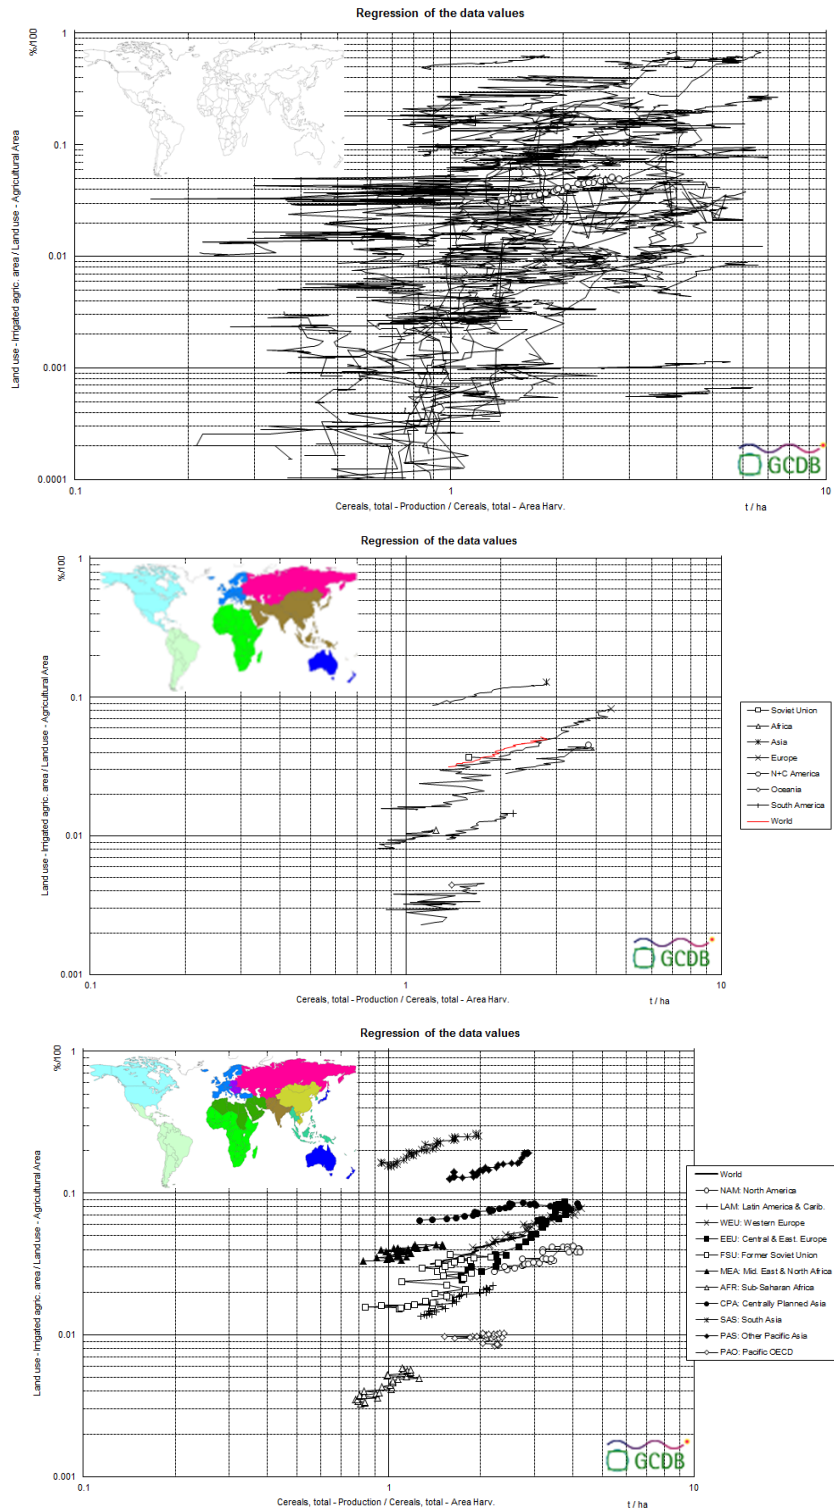 Regression of the data values
%/100
1
0.1
0.01
0.001
0.0001
Land use - Irrigated agric. area / Land use - Agricultural Area
0.1
1
10
Cereals, total - Production / Cereals, total - Area Harv.
t / ha
GCDB
Regression of the data values
%/100
1
0.1
0.01
0.001
Land use - Irrigated agric. area / Land use - Agricultural Area
0.1
1
10
Cereals, total - Production / Cereals, total - Area Harv.
t / ha
GCDB
Soviet Union
Africa
Asia
Europe
N+C America
Oceania
South America
World
Regression of the data values
%/100
1
0.1
0.01
0.001
Land use - Irrigated agric. area / Land use - Agricultural Area
0.1
1
10
Cereals, total - Production / Cereals, total - Area Harv.
t / ha
GCDB
World
NAM: North America
LAM: Latin America & Carib.
WEU: Western Europe
EEU: Central & East. Europe
FSU: Former Soviet Union
MEA: Mid. East & North Africa
AFR: Sub-Saharan Africa
CPA: Centrally Planned Asia
SAS: South Asia
PAS: Other Pacific Asia
PAO: Pacific OECD